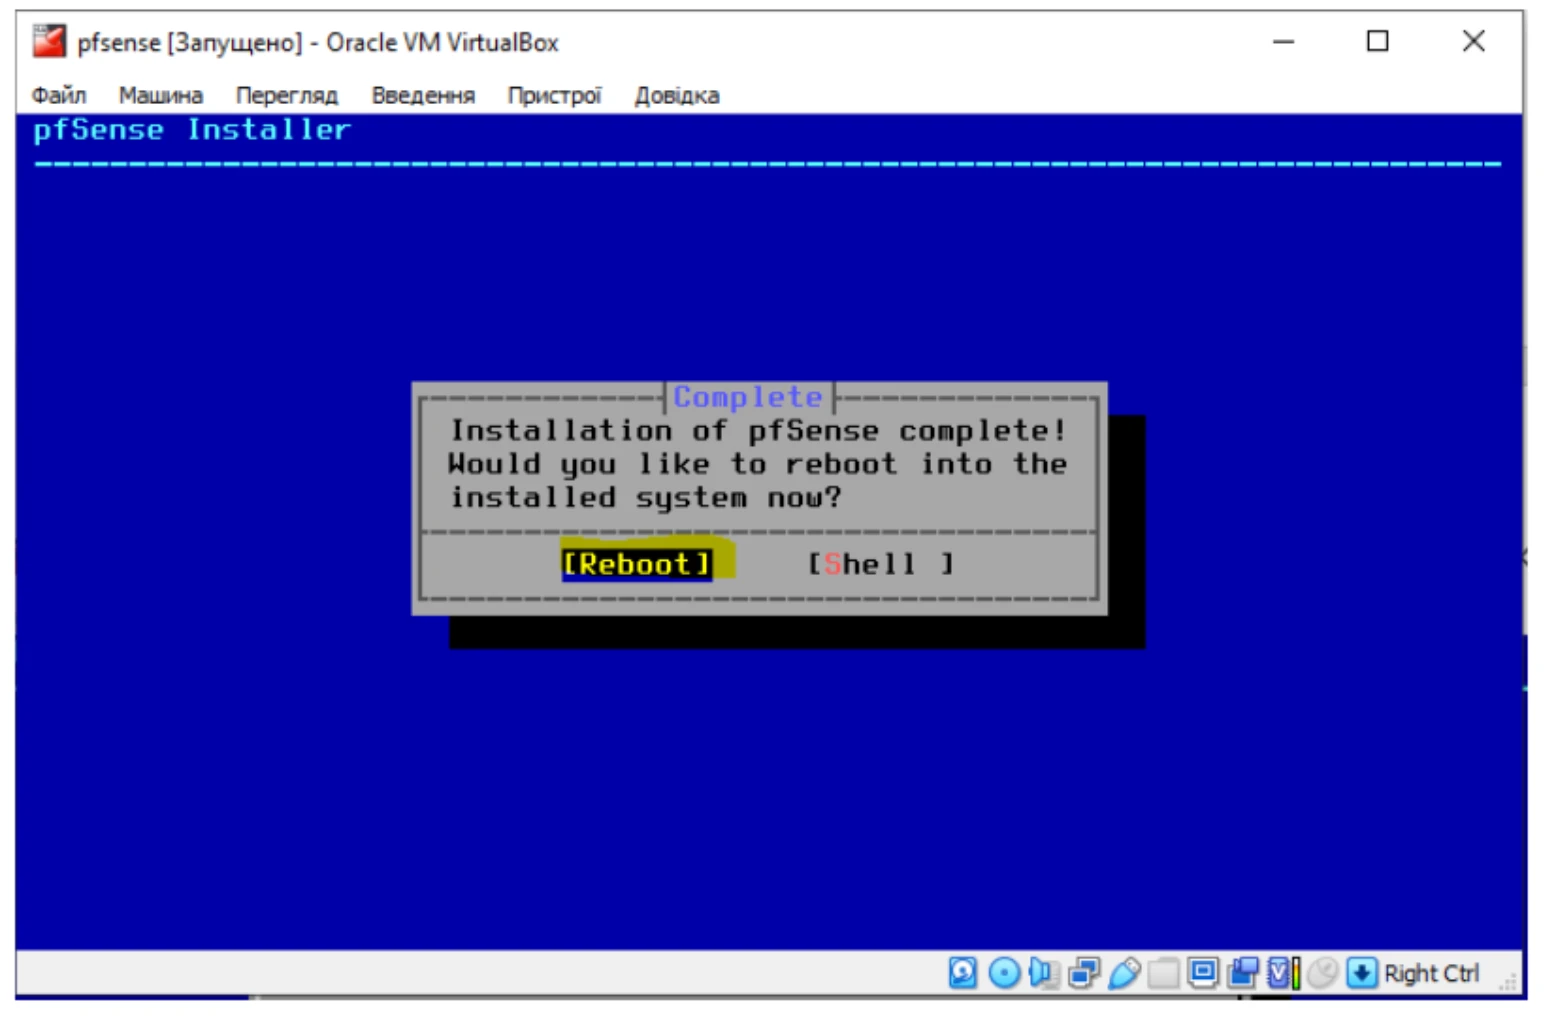 pfsense [Запущено] - Oracle VM VirtualBox
Файл Машина Перегляд Введення Пристрої Довідка
pfSense Installer
Complete
Installation of pfSense complete!
Would you like to reboot into the
installed system now?
[Reboot] [Shell ]
Right Ctrl